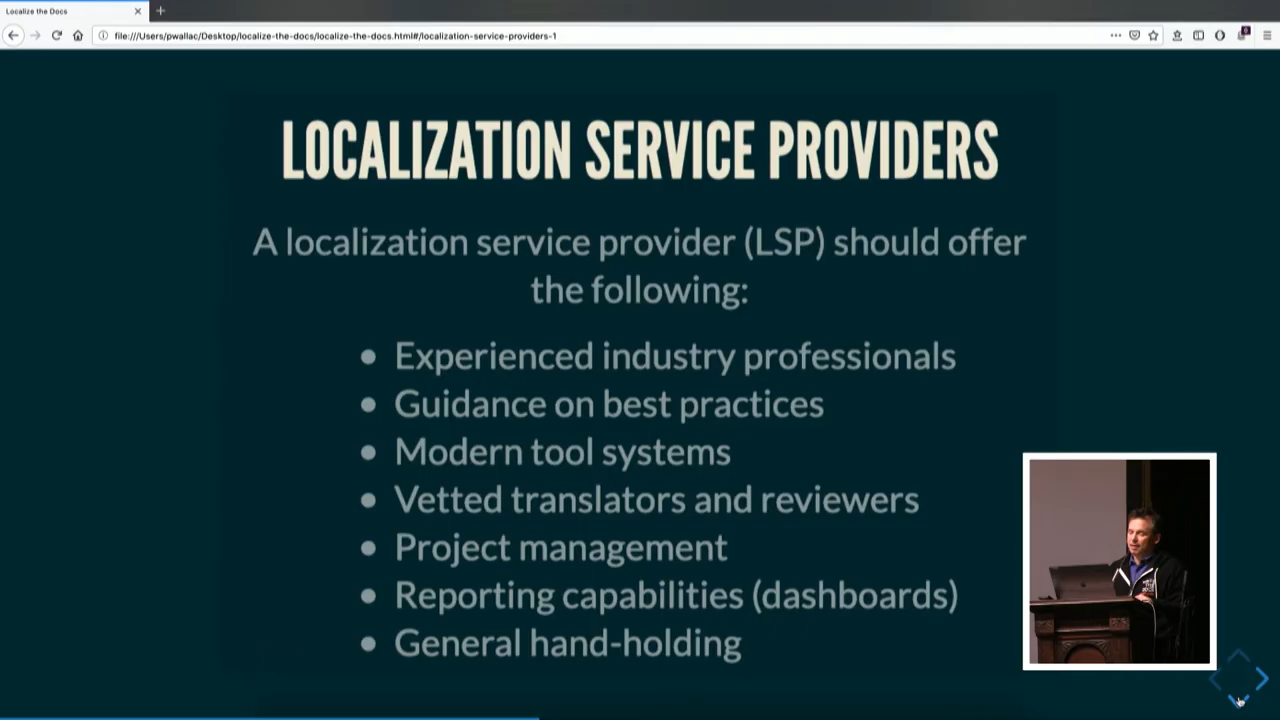 Localize the Docs
file:///Users/pwallac/Desktop/localize-the-docs/localize-the-docs.html#/localization-service-providers-1
LOCALIZATION SERVICE PROVIDERS
A localization service provider (LSP) should offer
the following:
• Experienced industry professionals
• Guidance on best practices
• Modern tool systems
• Vetted translators and reviewers
• Project management
• Reporting capabilities (dashboards)
• General hand-holding